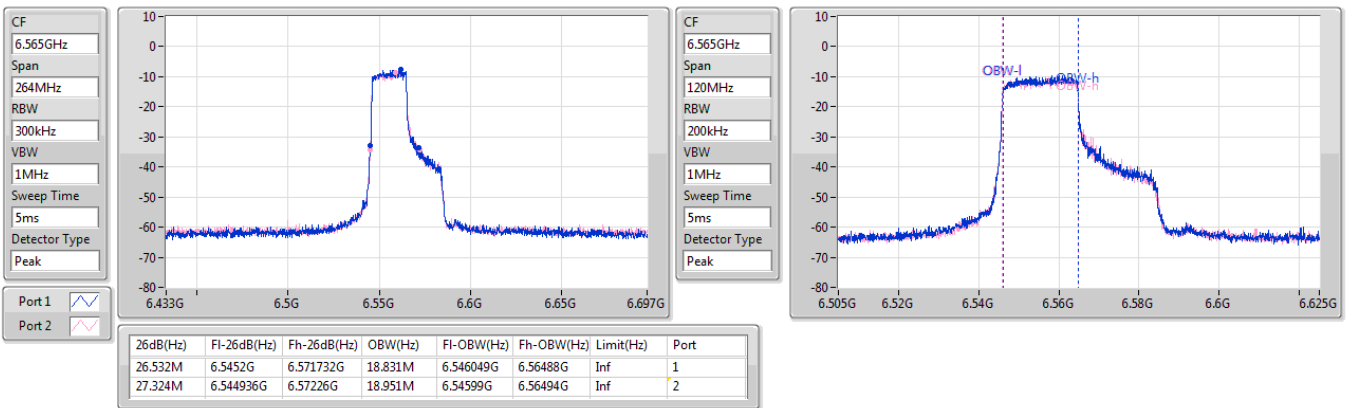 CF
6.565GHz
Span
264MHz
RBW
300kHz
VBW
1MHz
Sweep Time
5ms
Detector Type
Peak
Port 1
Port 2
10
0
-10
-20
-30
-40
-50
-60
-70
-80
6.433G 6.5G 6.55G 6.6G 6.65G 6.697G
CF
6.565GHz
Span
120MHz
RBW
200kHz
VBW
1MHz
Sweep Time
5ms
Detector Type
Peak
10
0
-10
-20
-30
-40
-50
-60
-70
-80
OBW-l
OBW-h
OBW-h
6.505G 6.52G 6.54G 6.56G 6.58G 6.6G 6.625G
26dB(Hz) Fl-26dB(Hz) Fh-26dB(Hz) OBW(Hz) Fl-OBW(Hz) Fh-OBW(Hz) Limit(Hz) Port
26.532M 6.5452G 6.571732G 18.831M 6.546049G 6.56488G Inf 1
27.324M 6.544936G 6.57226G 18.951M 6.54599G 6.56494G Inf 2